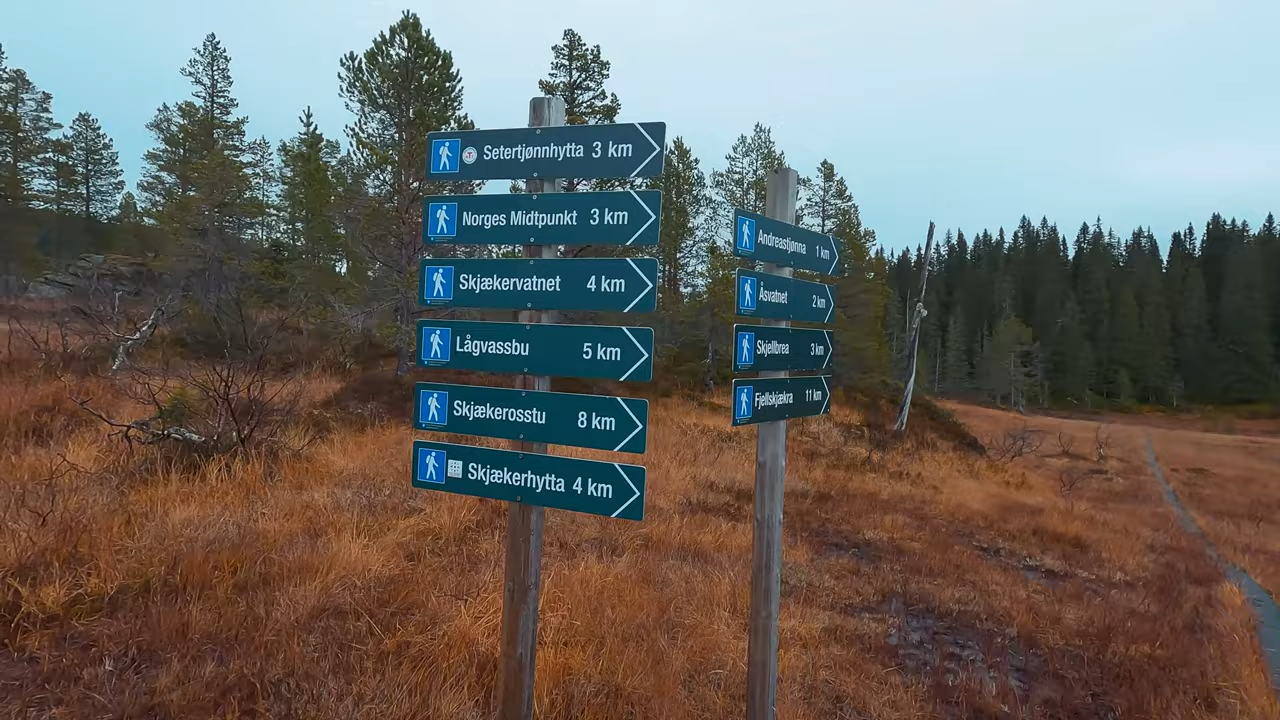 Setertjønnhytta 3 km
Norges Midtpunkt 3 km
Skjækervatnet 4 km
Lågvassbu 5 km
Skjækerosstu 8 km
Skjækerhytta 4 km
Andreastjønna 1 km
Åsvatnet 2 km
Skjellbrea 3 km
Fjellskjækra 11 km